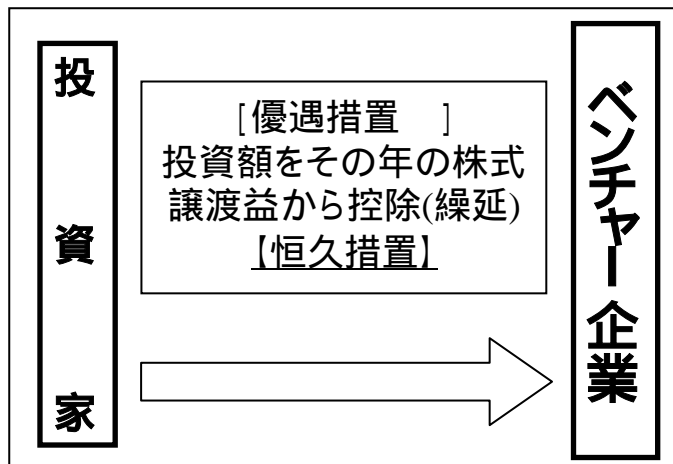 投資家
[優遇措置　]
投資額をその年の株式
譲渡益から控除(繰延)
【恒久措置】
ベンチャー企業